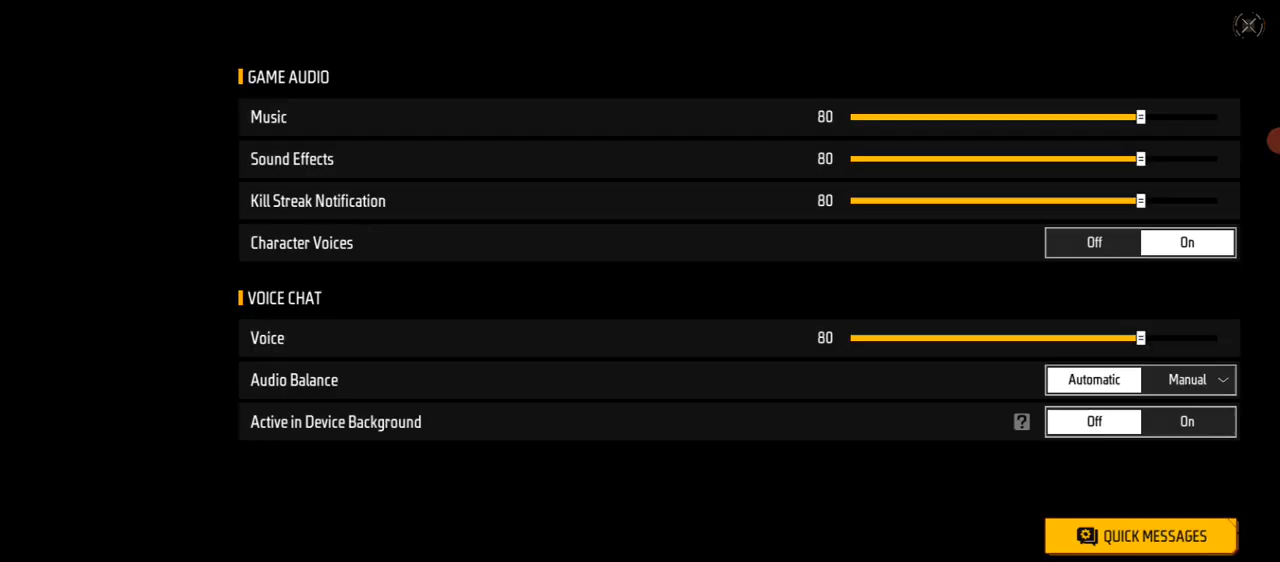 GAME AUDIO
Music 80
Sound Effects 80
Kill Streak Notification 80
Character Voices Off On
VOICE CHAT
Voice 80
Audio Balance Automatic Manual
Active in Device Background ? Off On
QUICK MESSAGES